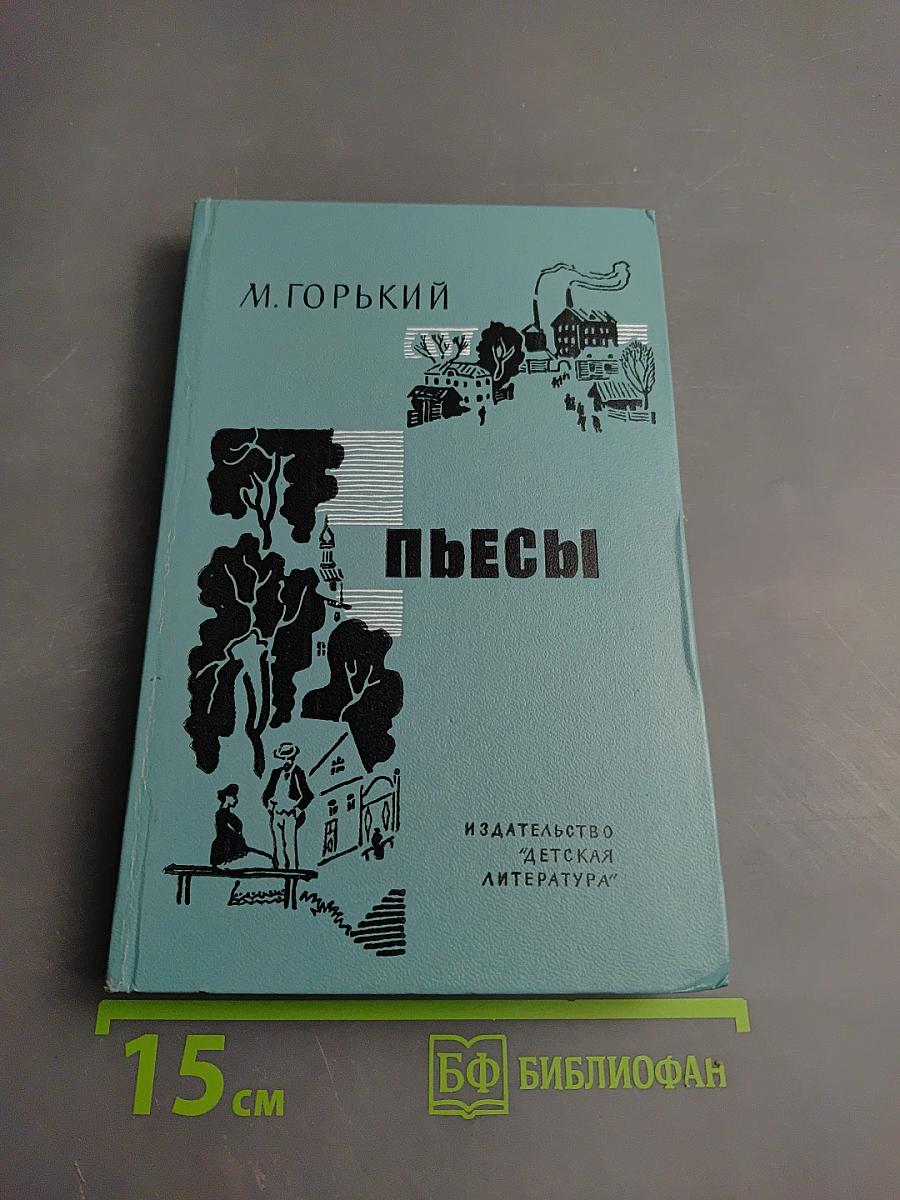 М. ГОРЬКИЙ
ПЬЕСЫ
ИЗДАТЕЛЬСТВО
"ДЕТСКАЯ
ЛИТЕРАТУРА"
15 см
БФ БИБЛИОФАН